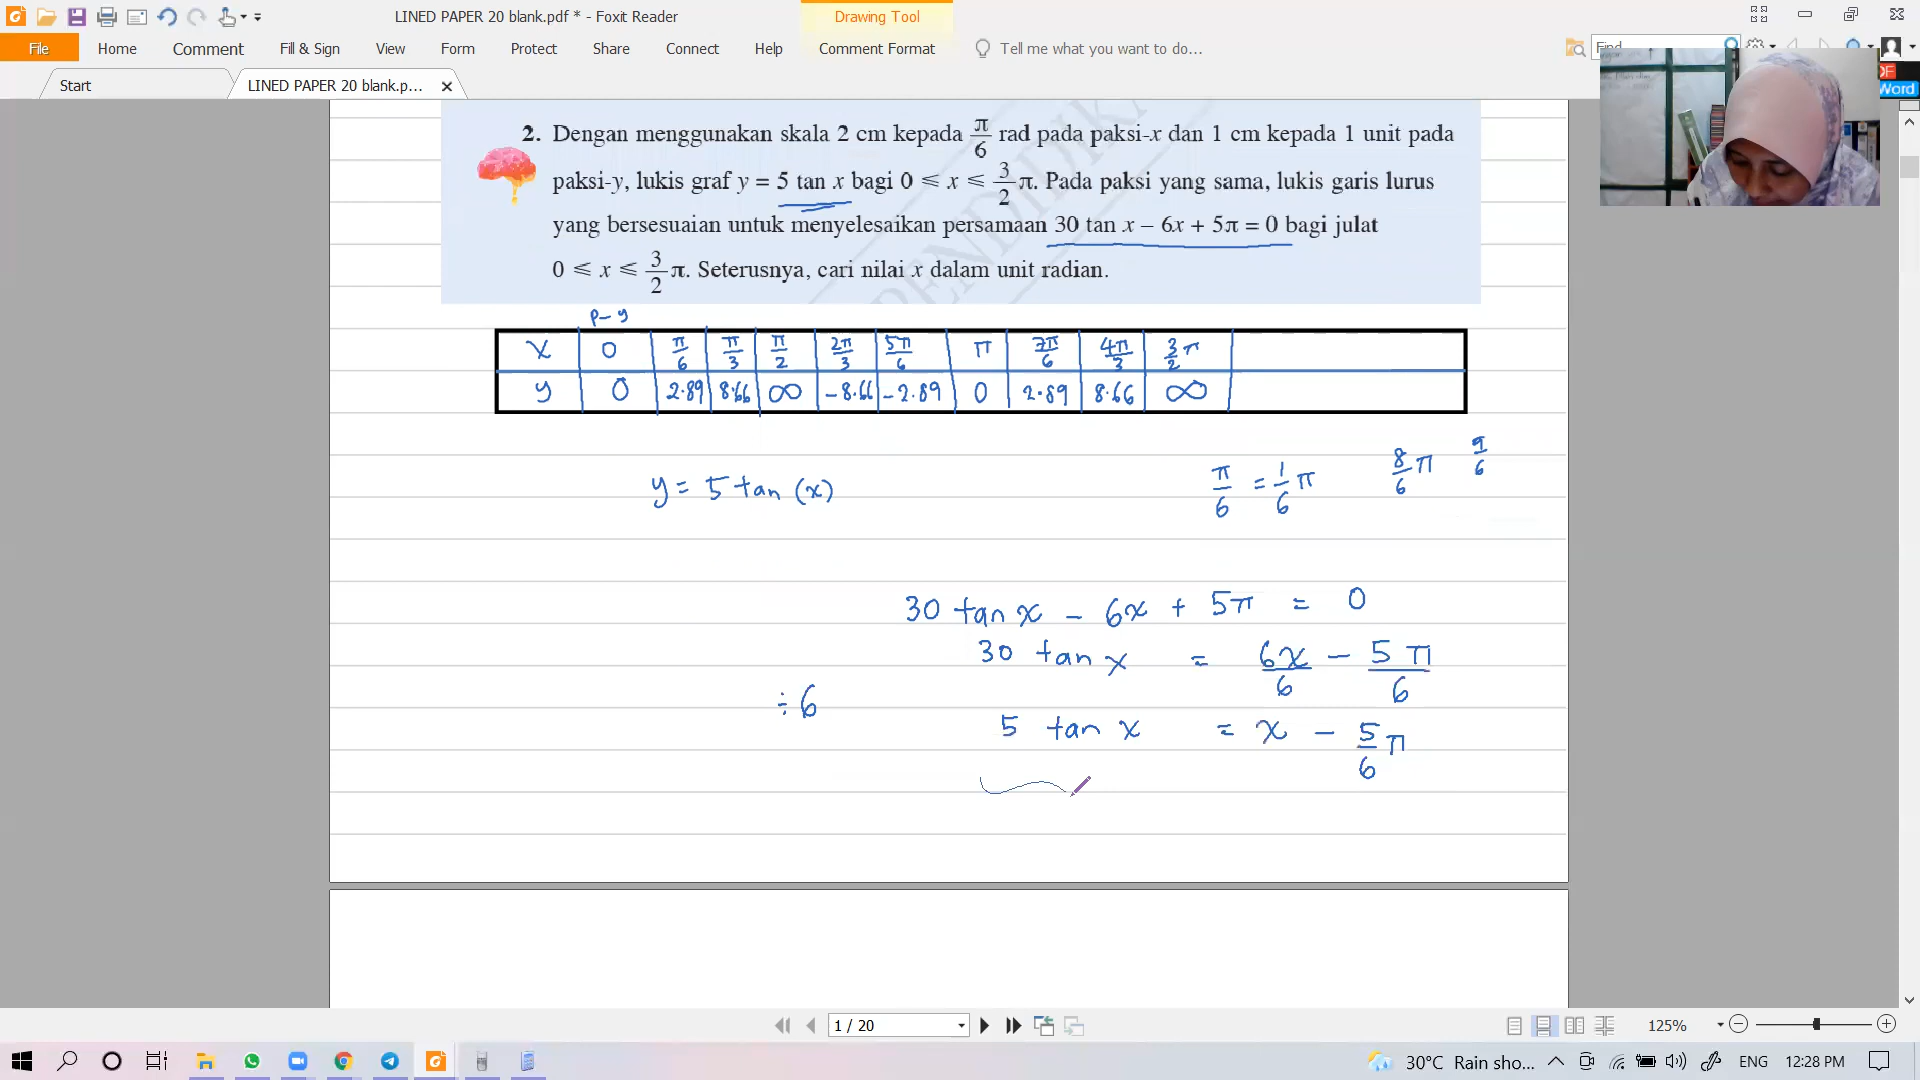 LINED PAPER 20 blank.pdf * - Foxit Reader
Drawing Tool
File Home Comment Fill & Sign View Form Protect Share Connect Help Comment Format Tell me what you want to do... Find
Start LINED PAPER 20 blank.p...
Word
2. Dengan menggunakan skala 2 cm kepada π/6 rad pada paksi-x dan 1 cm kepada 1 unit pada
paksi-y, lukis graf y = 5 tan x bagi 0 ⩽ x ⩽ 3/2 π. Pada paksi yang sama, lukis garis lurus
yang bersesuaian untuk menyelesaikan persamaan 30 tan x − 6x + 5π = 0 bagi julat
0 ⩽ x ⩽ 3/2 π. Seterusnya, cari nilai x dalam unit radian.
P-y
x 0 π/6 π/3 π/2 2π/3 5π/6 π 7π/6 4π/3 3/2 π
y 0 2.89 8.66 ∞ -8.66 -2.89 0 2.89 8.66 ∞
y = 5 tan (x)
π/6 = 1/6 π 8/6 π 9/6
30 tan x - 6x + 5π = 0
30 tan x = 6x/6 - 5π/6
÷6
5 tan x = x - 5/6 π
1 / 20
125%
30°C Rain sho... ENG 12:28 PM